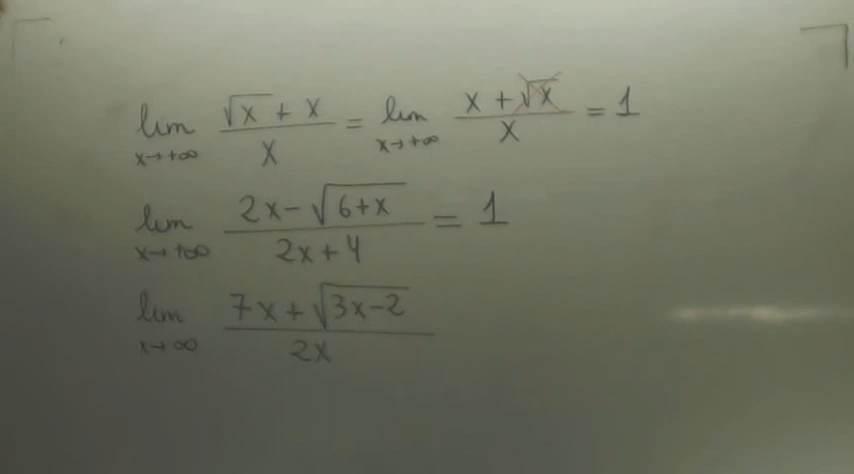 lim x→+∞ (√x + x)/x = lim x→+∞ (x + √x)/x = 1
lim x→+∞ (2x − √(6+x))/(2x+4) = 1
lim x→∞ (7x + √(3x−2))/(2x)